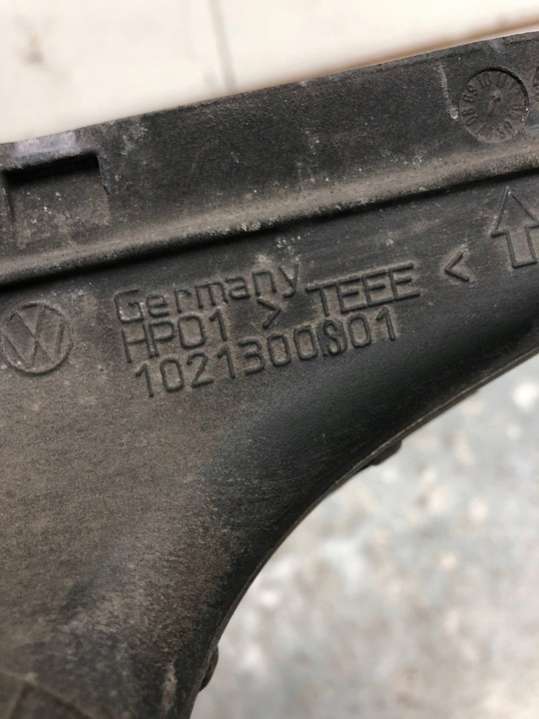 Germany
HP01 > TEEE <
1021300S01